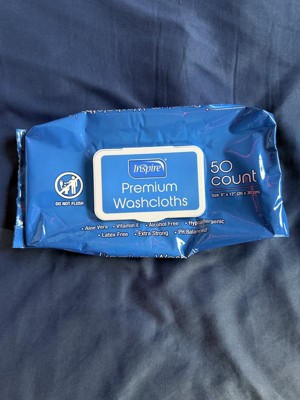 Inspire
Premium
Washcloths
50
count
DO NOT FLUSH
• Aloe Vera • Vitamin E • Alcohol Free • Hypoallergenic
• Latex Free • Extra Strong • PH Balanced